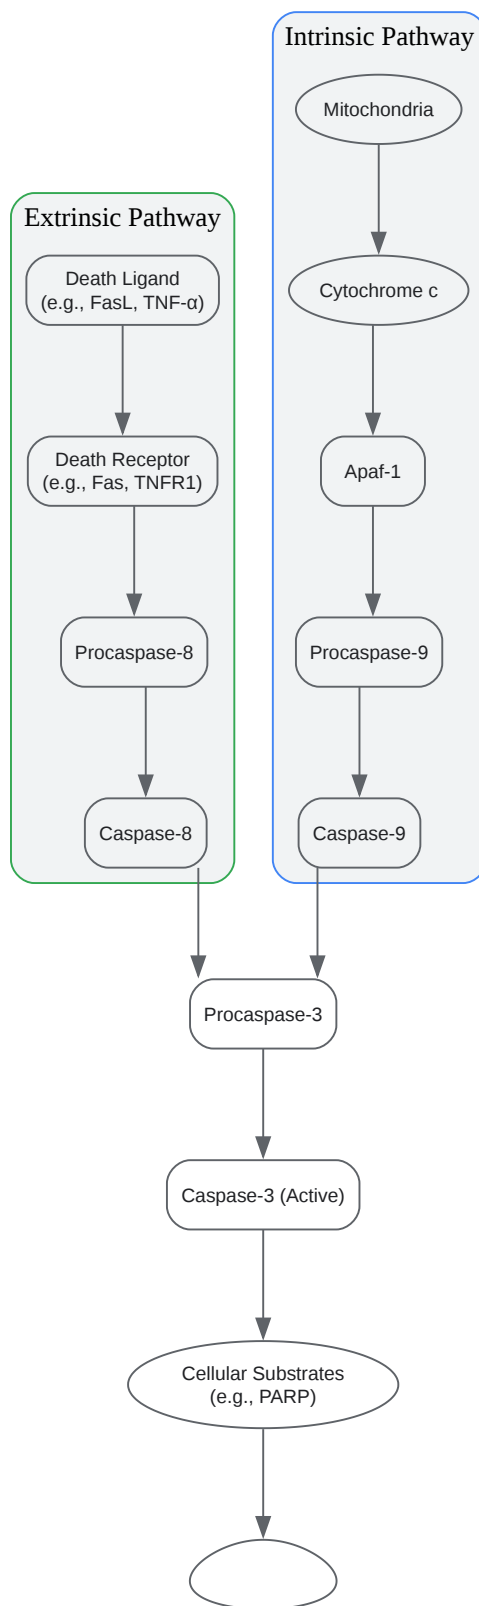 Intrinsic Pathway
Mitochondria
Cytochrome c
Apaf-1
Procaspase-9
Caspase-9
Extrinsic Pathway
Death Ligand
(e.g., FasL, TNF-α)
Death Receptor
(e.g., Fas, TNFR1)
Procaspase-8
Caspase-8
Procaspase-3
Caspase-3 (Active)
Cellular Substrates
(e.g., PARP)